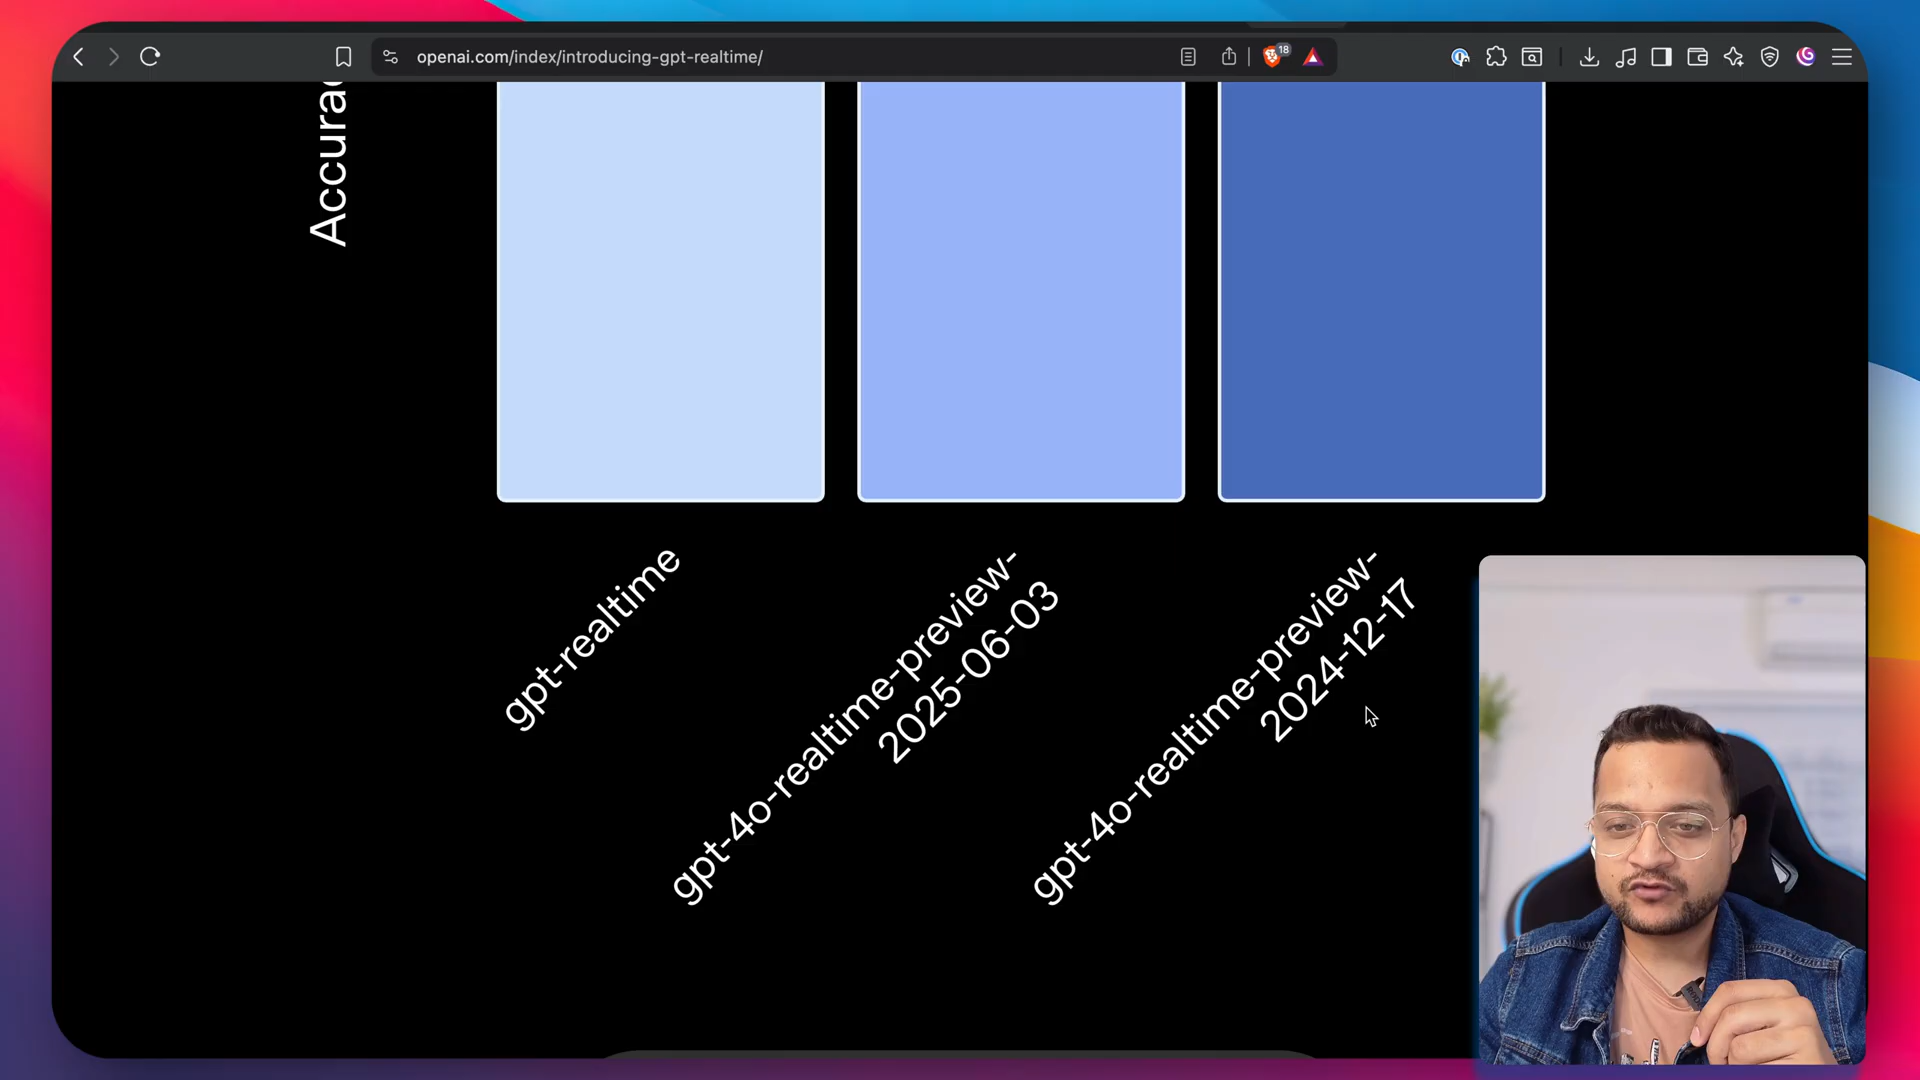 openai.com/index/introducing-gpt-realtime/
18
gpt-realtime
gpt-4o-realtime-preview-
2025-06-03
gpt-4o-realtime-preview-
2024-12-17